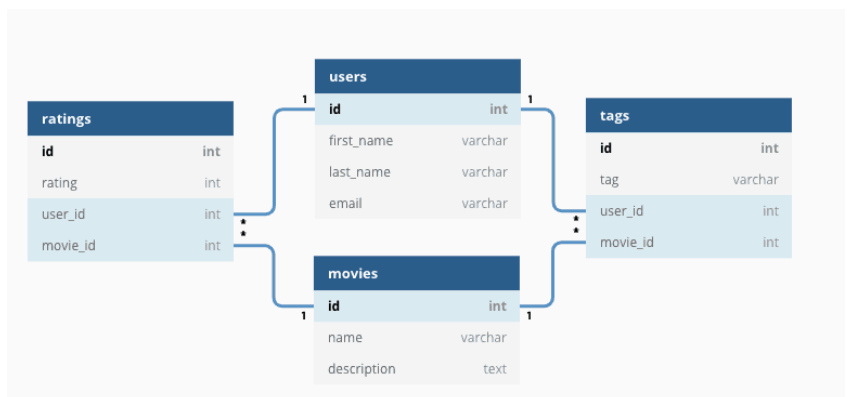 users
id int
first_name varchar
last_name varchar
email varchar
ratings
id int
rating int
user_id int
movie_id int
tags
id int
tag varchar
user_id int
movie_id int
movies
id int
name varchar
description text
1
1
*
*
*
*
1
1